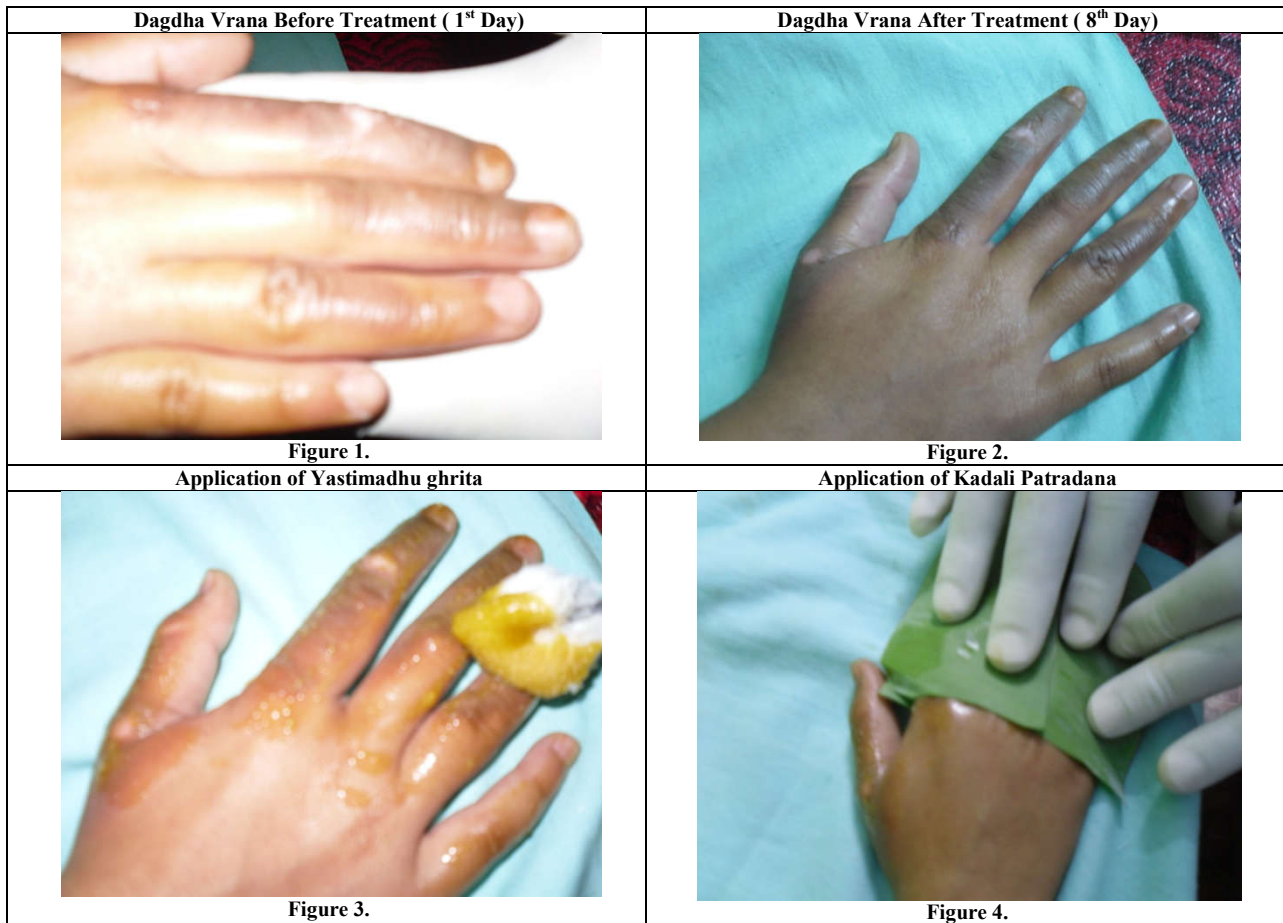 Dagdha Vrana Before Treatment ( 1st Day)
Dagdha Vrana After Treatment ( 8th Day)
Figure 1.
Figure 2.
Application of Yastimadhu ghrita
Application of Kadali Patradana
Figure 3.
Figure 4.